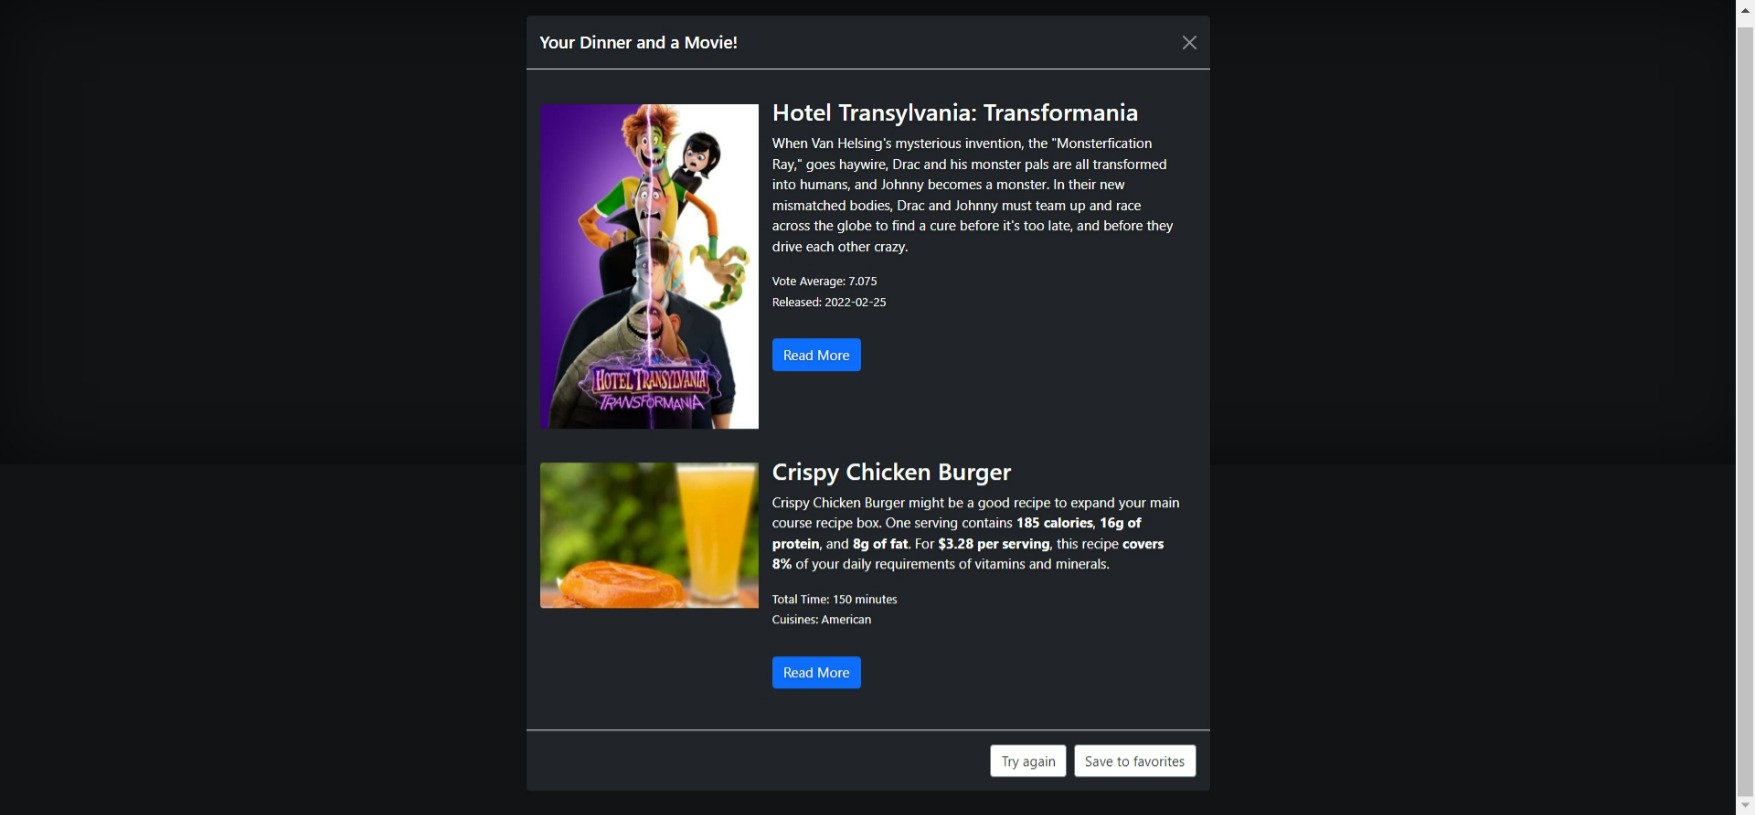 Your Dinner and a Movie!
Hotel Transylvania: Transformania
When Van Helsing's mysterious invention, the "Monsterfication
Ray," goes haywire, Drac and his monster pals are all transformed
into humans, and Johnny becomes a monster. In their new
mismatched bodies, Drac and Johnny must team up and race
across the globe to find a cure before it's too late, and before they
drive each other crazy.
Vote Average: 7.075
Released: 2022-02-25
Read More
HOTEL TRANSYLVANIA
TRANSFORMANIA
Crispy Chicken Burger
Crispy Chicken Burger might be a good recipe to expand your main
course recipe box. One serving contains 185 calories, 16g of
protein, and 8g of fat. For $3.28 per serving, this recipe covers
8% of your daily requirements of vitamins and minerals.
Total Time: 150 minutes
Cuisines: American
Read More
Try again
Save to favorites